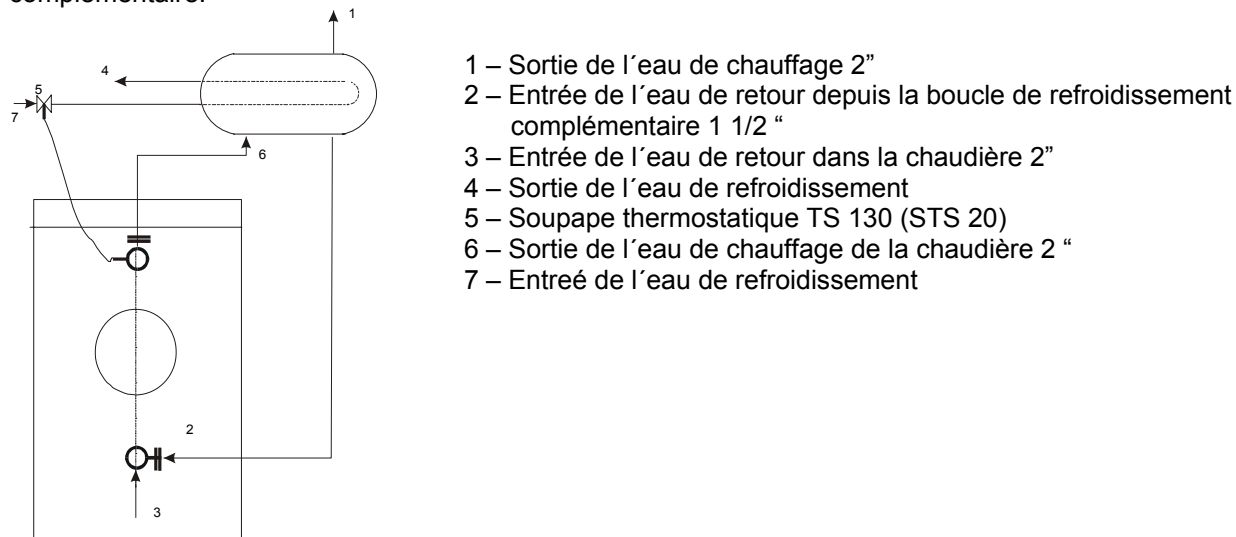 complémentaire.
1
4
5
7
6
2
3
1 – Sortie de l´eau de chauffage 2”
2 – Entrée de l´eau de retour depuis la boucle de refroidissement
complémentaire 1 1/2 “
3 – Entrée de l´eau de retour dans la chaudière 2”
4 – Sortie de l´eau de refroidissement
5 – Soupape thermostatique TS 130 (STS 20)
6 – Sortie de l´eau de chauffage de la chaudière 2 “
7 – Entreé de l´eau de refroidissement